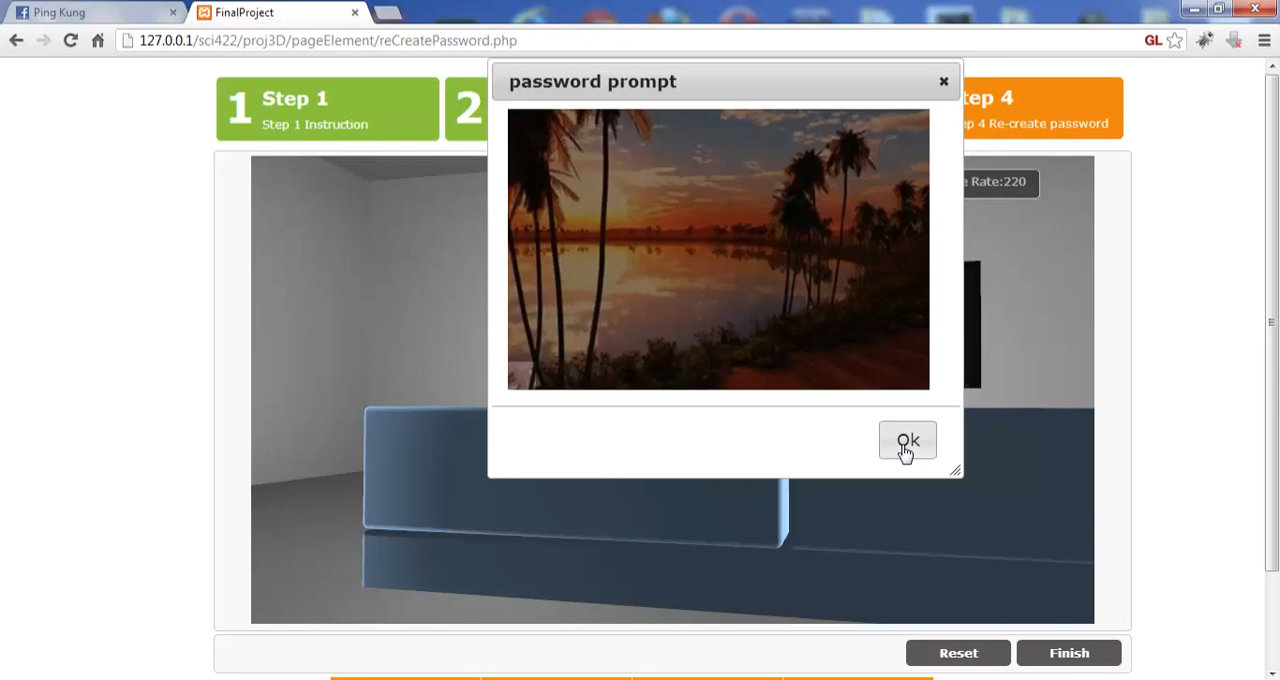 Ping Kung
FinalProject
127.0.0.1/sci422/proj3D/pageElement/reCreatePassword.php
GL
password prompt
1
Step 1
Step 1 Instruction
2
tep 4
p 4 Re-create password
e Rate:220
Ok
Reset
Finish